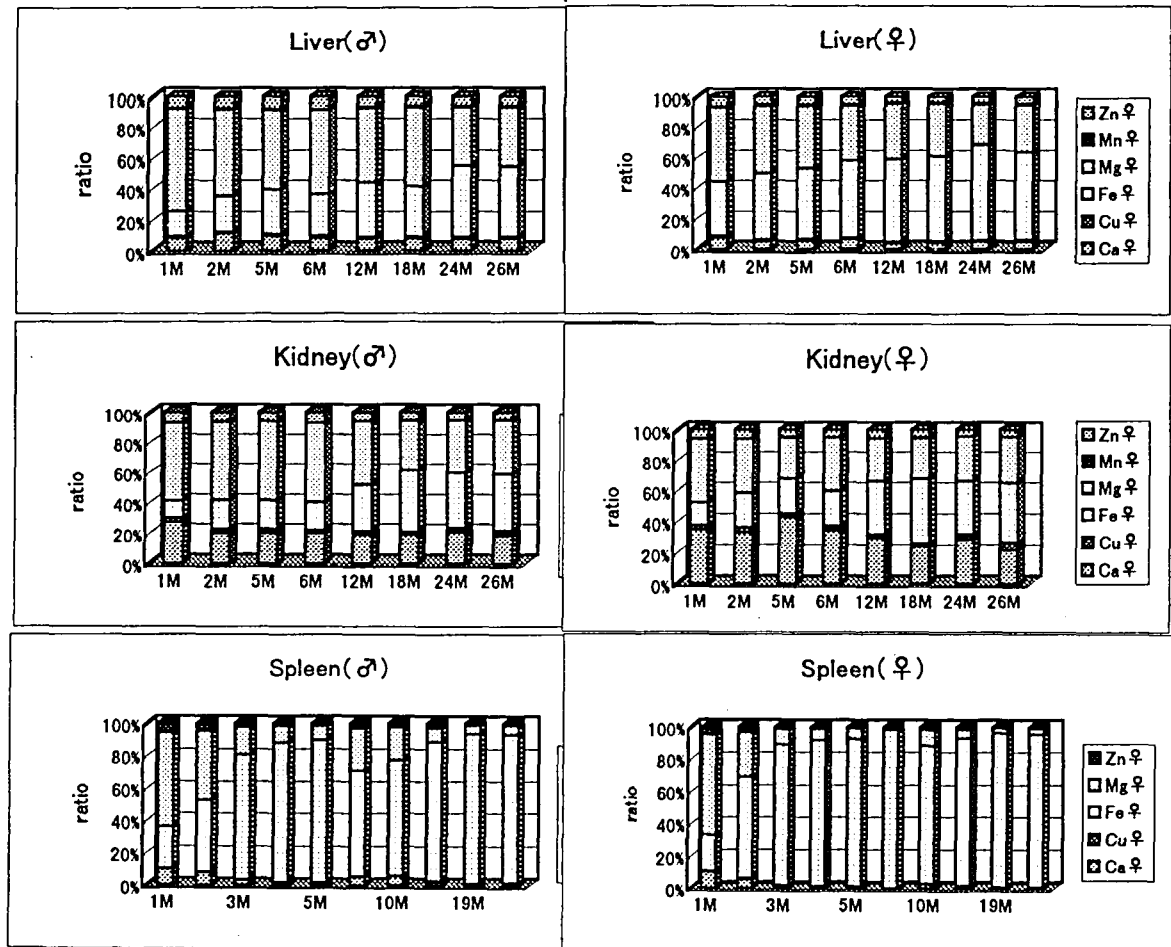 Liver(♂)
ratio
100%
80%
60%
40%
20%
0%
1M 2M 5M 6M 12M 18M 24M 26M
Liver(♀)
ratio
100%
80%
60%
40%
20%
0%
1M 2M 5M 6M 12M 18M 24M 26M
Zn♀
Mn♀
Mg♀
Fe♀
Cu♀
Ca♀
Kidney(♂)
ratio
100%
80%
60%
40%
20%
0%
1M 2M 5M 6M 12M 18M 24M 26M
Kidney(♀)
ratio
100%
80%
60%
40%
20%
0%
1M 2M 5M 6M 12M 18M 24M 26M
Zn♀
Mn♀
Mg♀
Fe♀
Cu♀
Ca♀
Spleen(♂)
ratio
100%
80%
60%
40%
20%
0%
1M 3M 5M 10M 19M
Spleen(♀)
ratio
100%
80%
60%
40%
20%
0%
1M 3M 5M 10M 19M
Zn♀
Mg♀
Fe♀
Cu♀
Ca♀